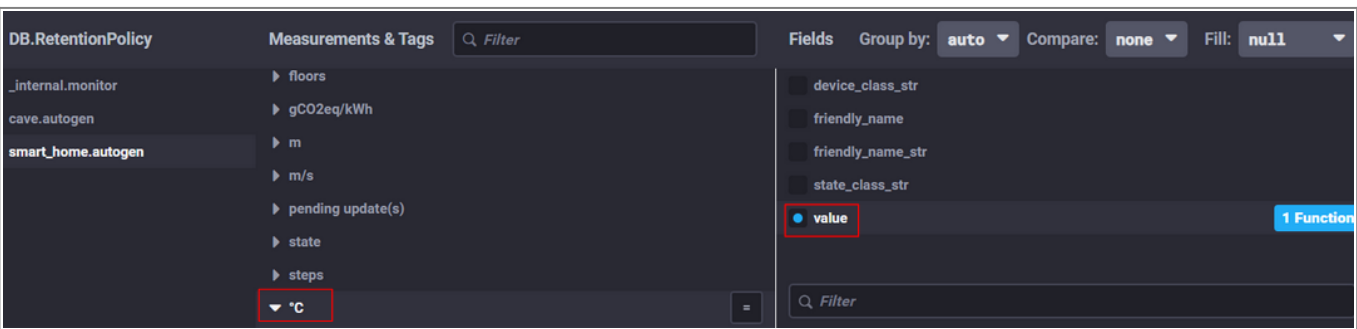 DB.RetentionPolicy
_internal.monitor
cave.autogen
smart_home.autogen
Measurements & Tags
Filter
floors
gCO2eq/kWh
m
m/s
pending update(s)
state
steps
°C
=
Fields Group by: auto Compare: none Fill: null
device_class_str
friendly_name
friendly_name_str
state_class_str
value 1 Function
Filter